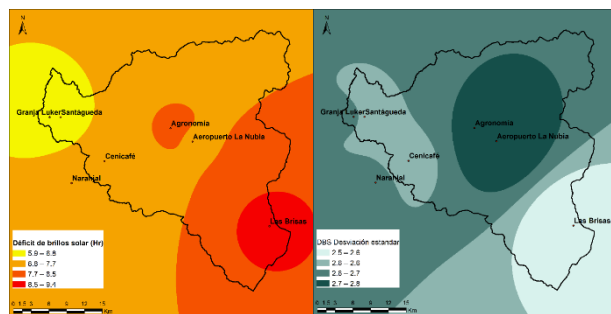 N
Granja Luker Santágueda
Agronomia
Aeropuerto La Nubia
Cenicafé
Naranjal
Las Brisas
Déficit de brillos solar (Hr)
5.9 – 6.8
6.8 – 7.7
7.7 – 8.5
8.5 – 9.4
0 1.5 3 6 9 12 15
Km
N
Granja Luker Santágueda
Agronomia
Aeropuerto La Nubia
Cenicafé
Naranjal
Las Brisas
DBS Desviación estandar
2.5 – 2.6
2.6 – 2.6
2.6 – 2.7
2.7 – 2.8
0 1.5 3 6 9 12 15
Km